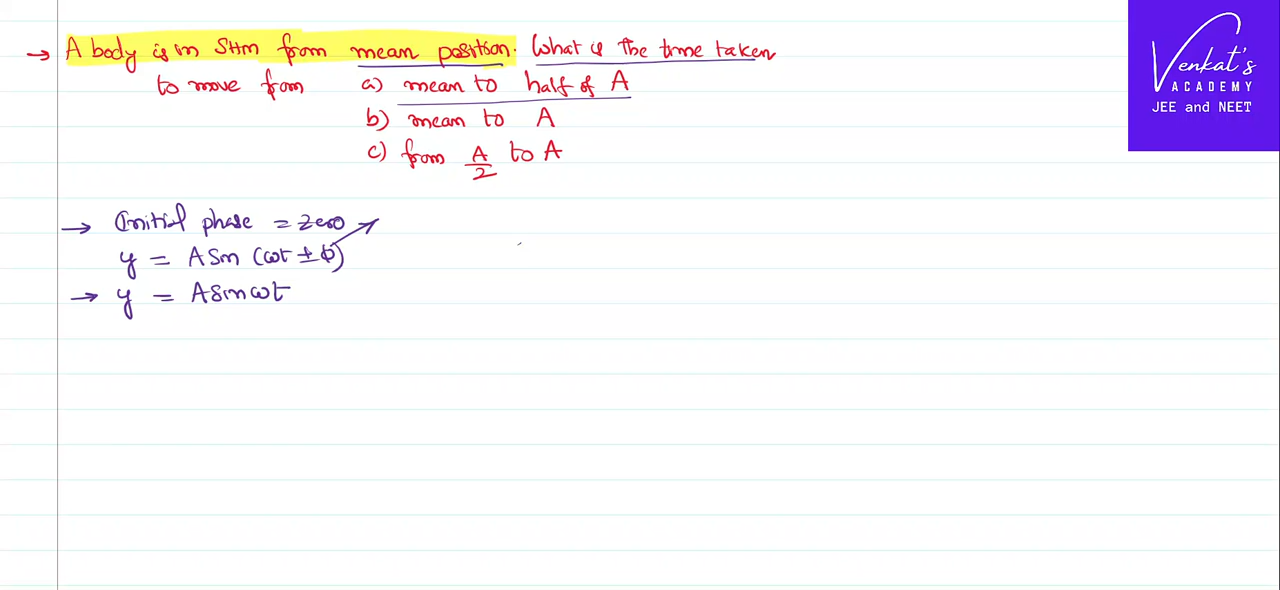 → A body is in SHM from mean position. What is the time taken
to move from a) mean to half of A
b) mean to A
c) from A/2 to A
→ Initial phase = zero
y = A Sin (ωt ± φ)
→ y = A sin ωt
Venkat's
ACADEMY
JEE and NEET